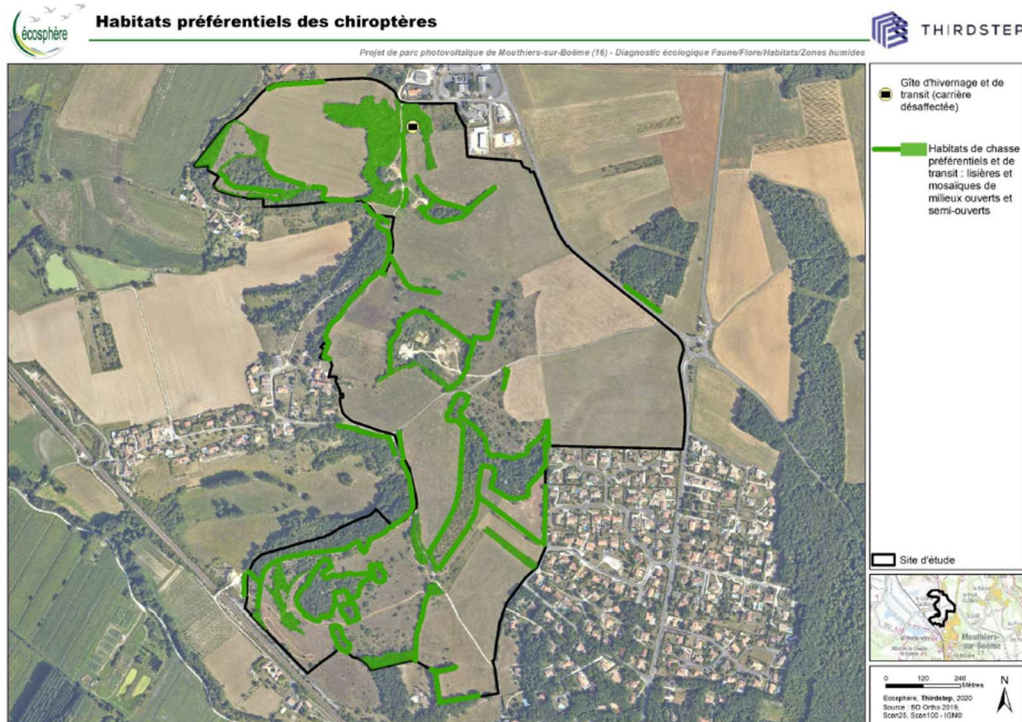 écosphère
Habitats préférentiels des chiroptères
THIRDSTEP
Projet de parc photovoltaïque de Mouthiers-sur-Boëme (16) - Diagnostic écologique Faune/Flore/Habitats/Zones humides
Gîte d'hivernage et de
transit (carrière
désaffectée)
Habitats de chasse
préférentiels et de
transit : lisières et
mosaïques de
milieux ouverts et
semi-ouverts
Site d'étude
Mouthiers-
sur-Boëme
0 120 240
Mètres
N
Ecosphère, Thirdstep, 2020
Source : BD Ortho 2019,
Scan25, Scan100 - IGN©